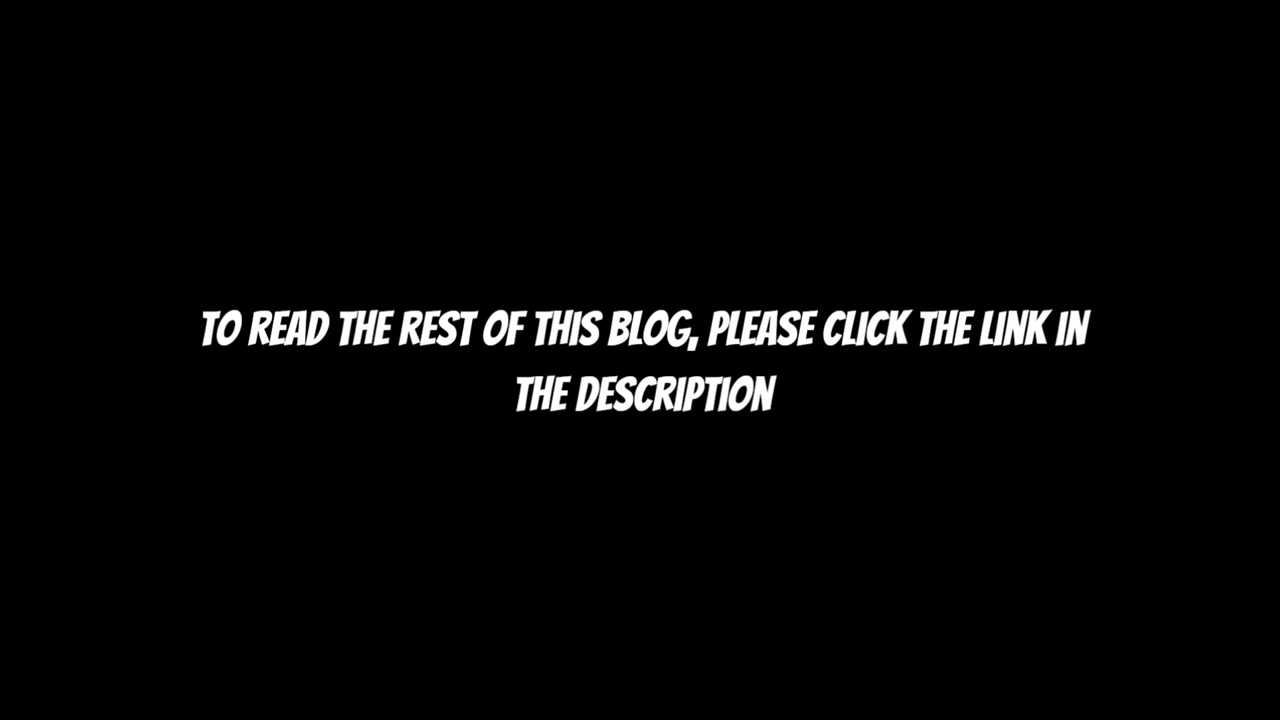 TO READ THE REST OF THIS BLOG, PLEASE CLICK THE LINK IN
THE DESCRIPTION